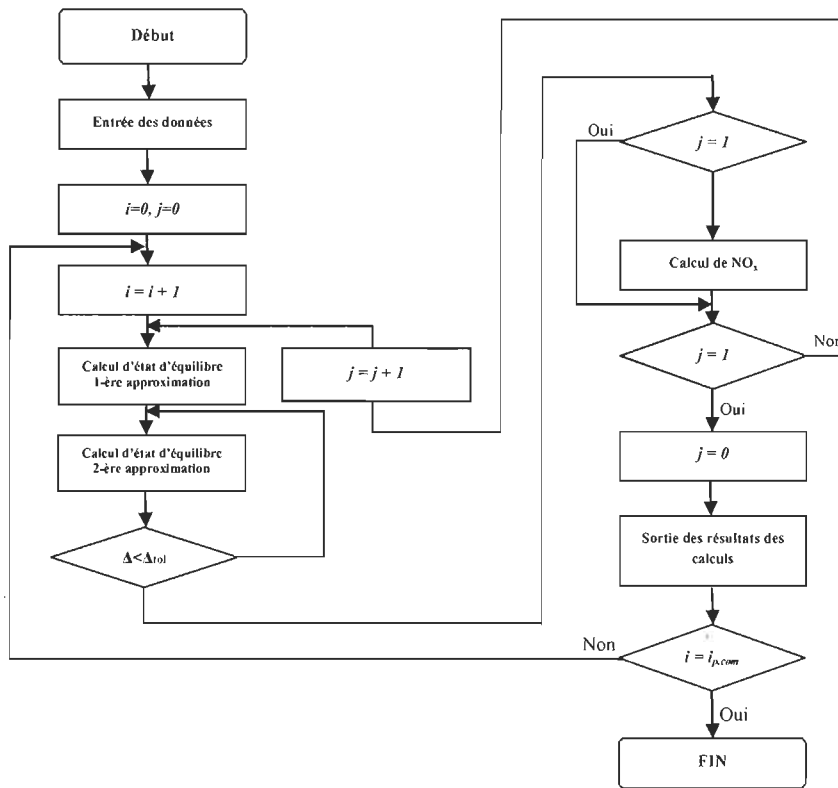 Début
Entrée des données
i=0, j=0
i = i + 1
Calcul d'état d'équilibre
1-ère approximation
j = j + 1
Calcul d'état d'équilibre
2-ère approximation
Δ<Δtol
Oui
j = 1
Calcul de NOx
j = 1
Non
Oui
j = 0
Sortie des résultats des
calculs
Non
i = ip.com
Oui
FIN